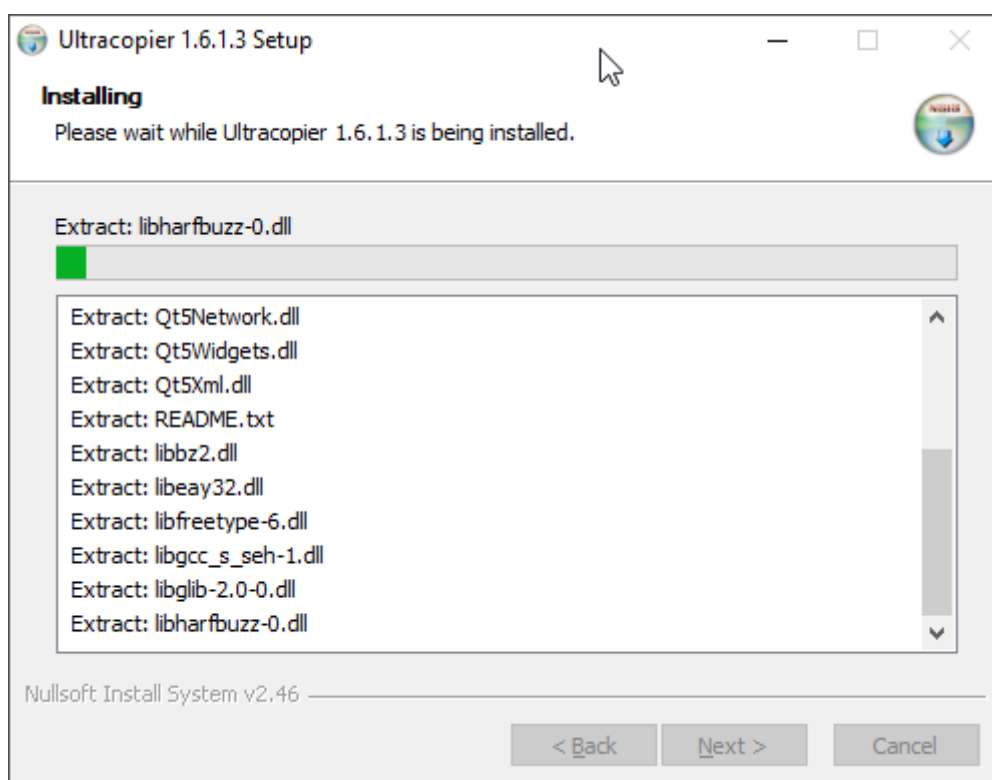 Ultracopier 1.6.1.3 Setup
Installing
Please wait while Ultracopier 1.6.1.3 is being installed.
Extract: libharfbuzz-0.dll
Extract: Qt5Network.dll
Extract: Qt5Widgets.dll
Extract: Qt5Xml.dll
Extract: README.txt
Extract: libbz2.dll
Extract: libeay32.dll
Extract: libfreetype-6.dll
Extract: libgcc_s_seh-1.dll
Extract: libglib-2.0-0.dll
Extract: libharfbuzz-0.dll
Nullsoft Install System v2.46
< Back
Next >
Cancel